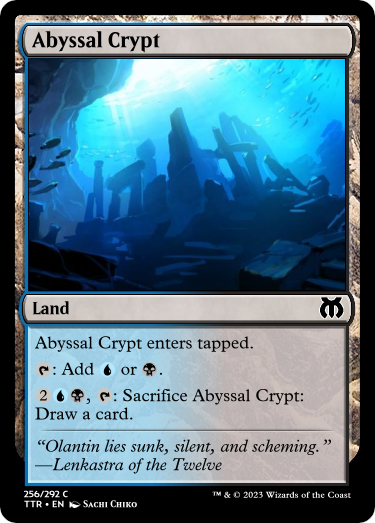 Abyssal Crypt
Land
Abyssal Crypt enters tapped.
: Add or .
2 , : Sacrifice Abyssal Crypt:
Draw a card.
“Olantin lies sunk, silent, and scheming.”
—Lenkastra of the Twelve
256/292 C
TTR • EN Sachi Chiko
™ & © 2023 Wizards of the Coast